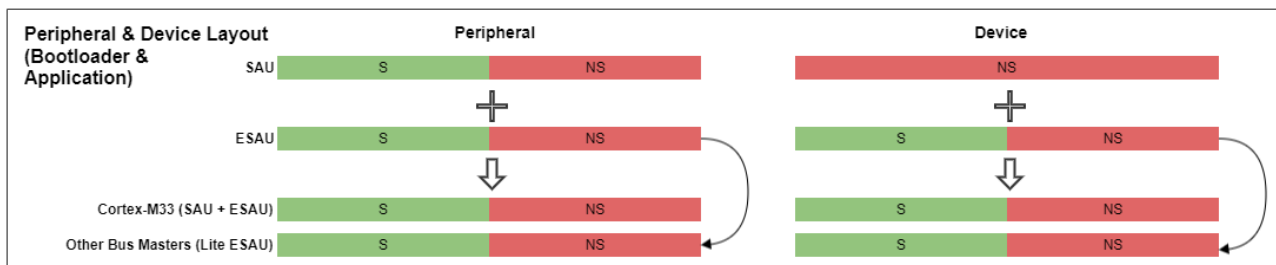 Peripheral & Device Layout
(Bootloader &
Application)
Peripheral
Device
SAU
S
NS
NS
ESAU
S
NS
S
NS
Cortex-M33 (SAU + ESAU)
S
NS
S
NS
Other Bus Masters (Lite ESAU)
S
NS
S
NS